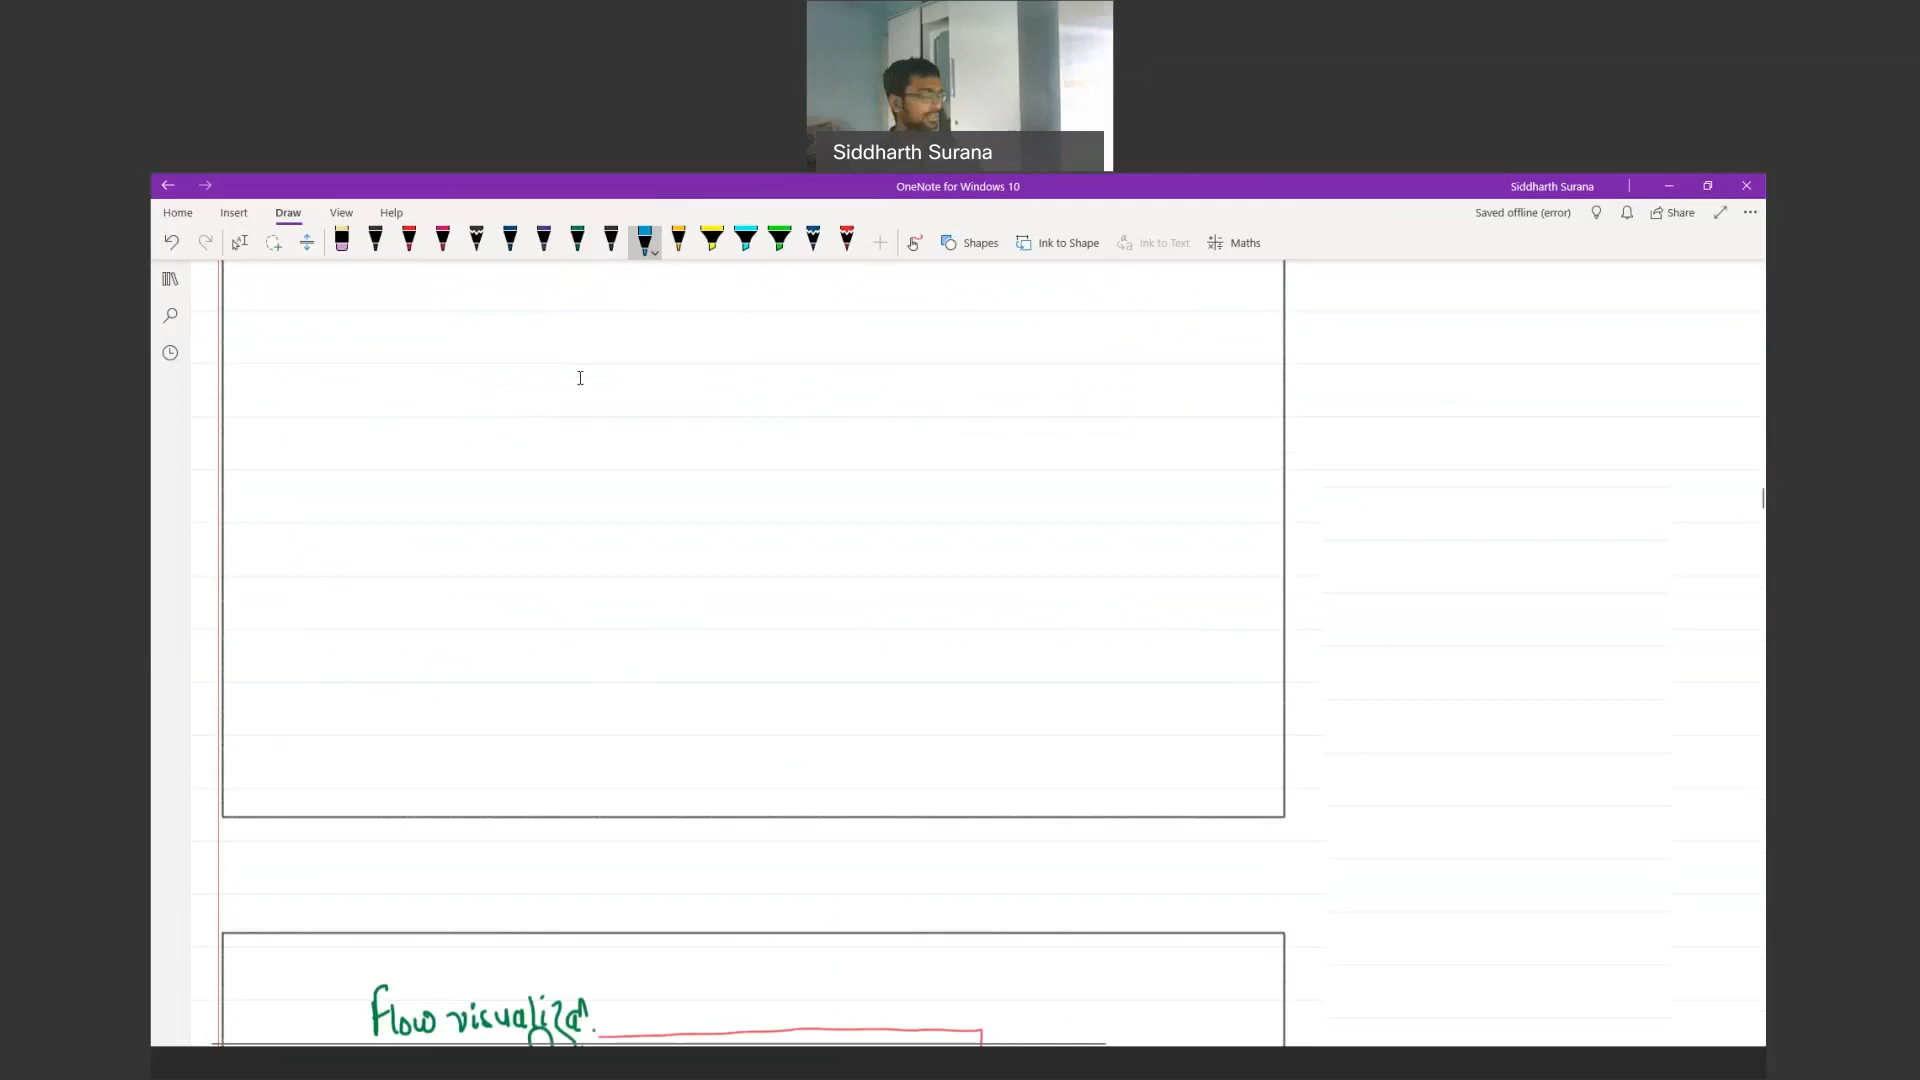 Siddharth Surana
OneNote for Windows 10
Siddharth Surana
Home Insert Draw View Help
Saved offline (error)
Share
Shapes
Ink to Shape
Ink to Text
Maths
Flow visualizaⁿ.